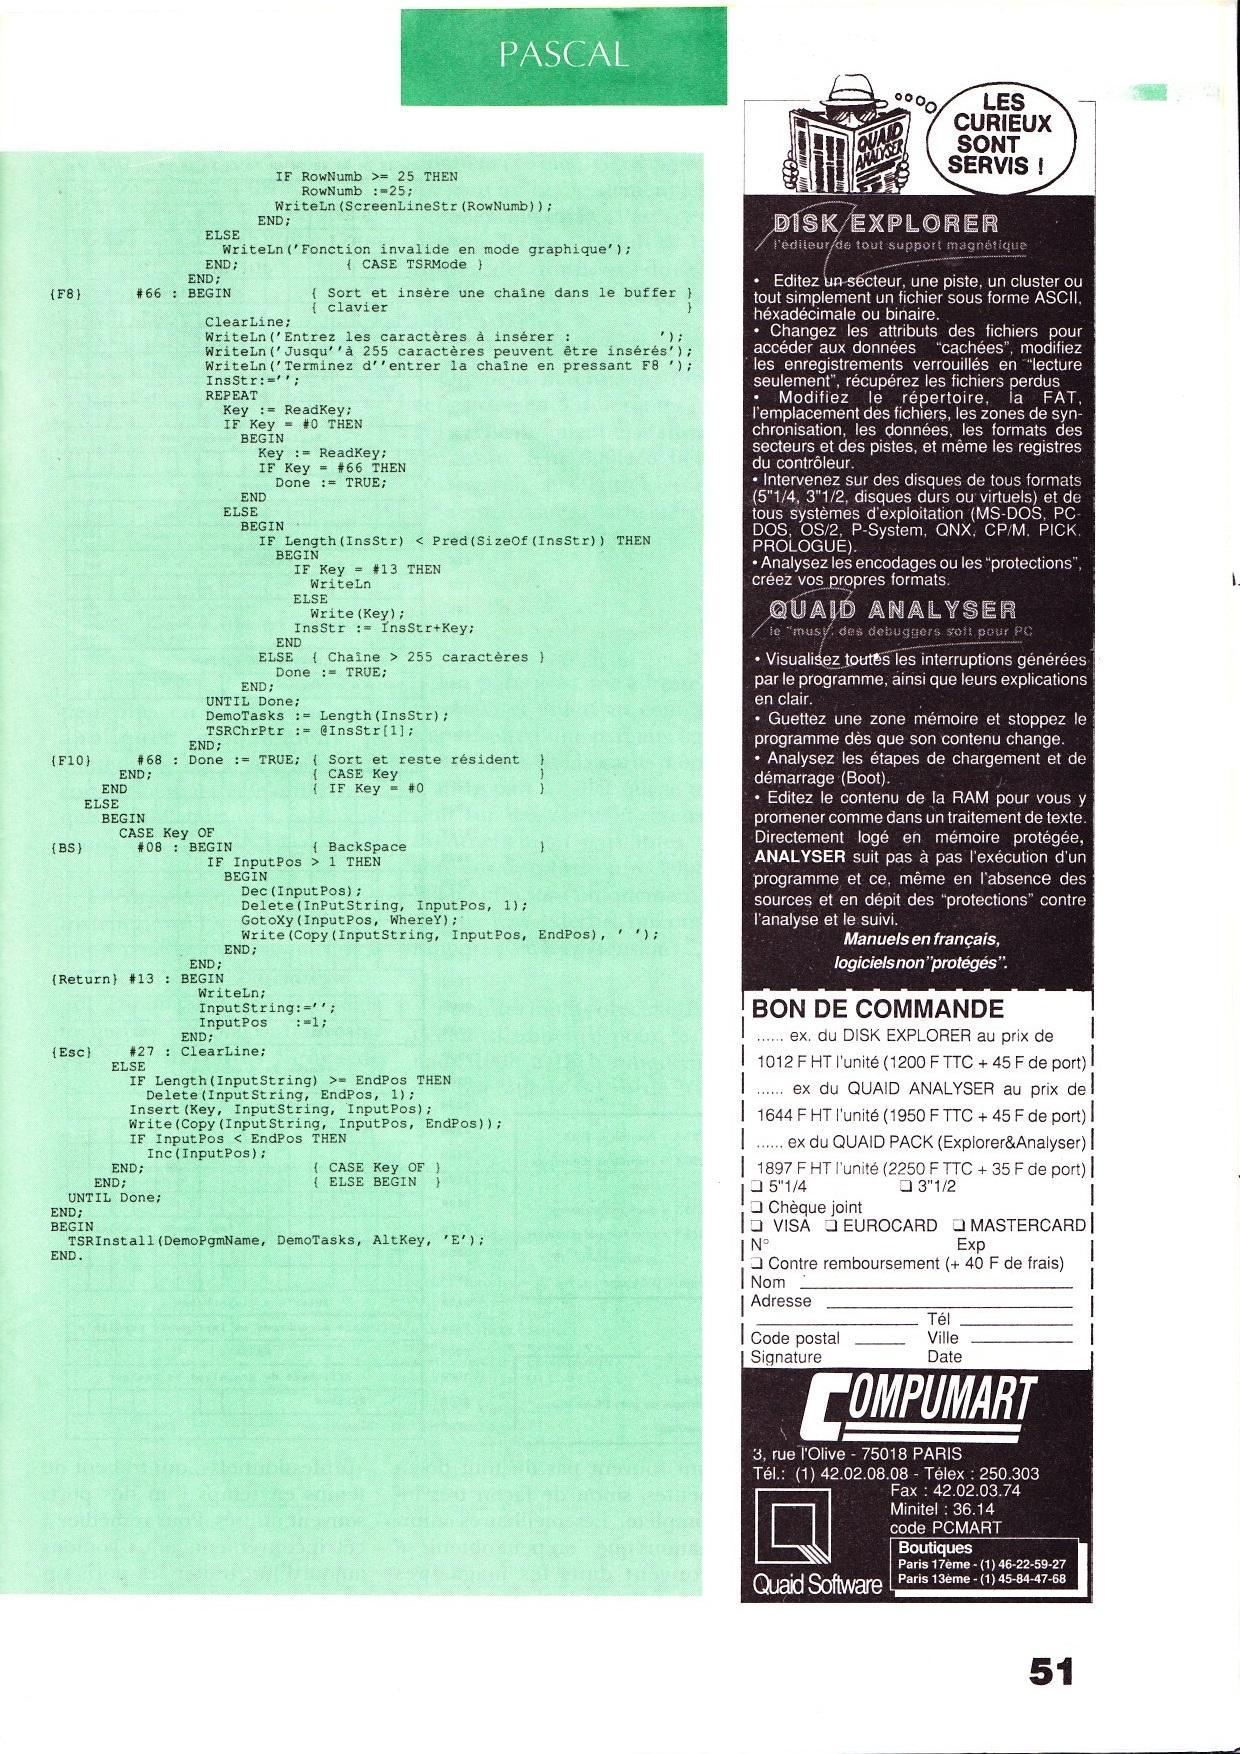 PASCAL
IF RowNumb >= 25 THEN
RowNumb :=25;
WriteLn(ScreenLineStr(RowNumb));
END;
ELSE
WriteLn('Fonction invalide en mode graphique');
END; { CASE TSRMode }
END;
{F8} #66 : BEGIN { Sort et insère une chaîne dans le buffer }
{ clavier }
ClearLine;
WriteLn('Entrez les caractères à insérer : ');
WriteLn('Jusqu''à 255 caractères peuvent être insérés');
WriteLn('Terminez d''entrer la chaîne en pressant F8 ');
InsStr:='';
REPEAT
Key := ReadKey;
IF Key = #0 THEN
BEGIN
Key := ReadKey;
IF Key = #66 THEN
Done := TRUE;
END
ELSE
BEGIN
IF Length(InsStr) < Pred(SizeOf(InsStr)) THEN
BEGIN
IF Key = #13 THEN
WriteLn
ELSE
Write(Key);
InsStr := InsStr+Key;
END
ELSE { Chaîne > 255 caractères }
Done := TRUE;
END;
UNTIL Done;
DemoTasks := Length(InsStr);
TSRChrPtr := @InsStr[1];
END;
{F10} #68 : Done := TRUE; { Sort et reste résident }
END; { CASE Key }
END { IF Key = #0 }
ELSE
BEGIN
CASE Key OF
{BS} #08 : BEGIN { BackSpace }
IF InputPos > 1 THEN
BEGIN
Dec(InputPos);
Delete(InPutString, InputPos, 1);
GotoXy(InputPos, WhereY);
Write(Copy(InputString, InputPos, EndPos), ' ');
END;
END;
{Return} #13 : BEGIN
WriteLn;
InputString:='';
InputPos :=1;
END;
{Esc} #27 : ClearLine;
ELSE
IF Length(InputString) >= EndPos THEN
Delete(InputString, EndPos, 1);
Insert(Key, InputString, InputPos);
Write(Copy(InputString, InputPos, EndPos));
IF InputPos < EndPos THEN
Inc(InputPos);
END; { CASE Key OF }
END; { ELSE BEGIN }
UNTIL Done;
END;
BEGIN
TSRInstall(DemoPgmName, DemoTasks, AltKey, 'E');
END.
QUAID
ANALYSER
LES
CURIEUX
SONT
SERVIS !
DISK EXPLORER
l'éditeur de tout support magnétique
• Editez un secteur, une piste, un cluster ou
tout simplement un fichier sous forme ASCII,
héxadécimale ou binaire.
• Changez les attributs des fichiers pour
accéder aux données "cachées", modifiez
les enregistrements verrouillés en "lecture
seulement", récupérez les fichiers perdus
• Modifiez le répertoire, la FAT,
l'emplacement des fichiers, les zones de syn-
chronisation, les données, les formats des
secteurs et des pistes, et même les registres
du contrôleur.
• Intervenez sur des disques de tous formats
(5"1/4, 3"1/2, disques durs ou virtuels) et de
tous systèmes d'exploitation (MS-DOS, PC-
DOS, OS/2, P-System, QNX, CP/M, PICK,
PROLOGUE).
• Analysez les encodages ou les "protections",
créez vos propres formats.
QUAID ANALYSER
le "must" des debuggers soft pour PC
• Visualisez toutes les interruptions générées
par le programme, ainsi que leurs explications
en clair.
• Guettez une zone mémoire et stoppez le
programme dès que son contenu change.
• Analysez les étapes de chargement et de
démarrage (Boot).
• Editez le contenu de la RAM pour vous y
promener comme dans un traitement de texte.
Directement logé en mémoire protégée,
ANALYSER suit pas à pas l'exécution d'un
programme et ce, même en l'absence des
sources et en dépit des "protections" contre
l'analyse et le suivi.
Manuels en français,
logiciels non "protégés".
BON DE COMMANDE
...... ex. du DISK EXPLORER au prix de
1012 F HT l'unité (1200 F TTC + 45 F de port)
...... ex du QUAID ANALYSER au prix de
1644 F HT l'unité (1950 F TTC + 45 F de port)
...... ex du QUAID PACK (Explorer&Analyser)
1897 F HT l'unité (2250 F TTC + 35 F de port)
❏ 5"1/4 ❏ 3"1/2
❏ Chèque joint
❏ VISA ❏ EUROCARD ❏ MASTERCARD
N° Exp
❏ Contre remboursement (+ 40 F de frais)
Nom
Adresse
Tél
Code postal Ville
Signature Date
COMPUMART
3, rue l'Olive - 75018 PARIS
Tél.: (1) 42.02.08.08 - Télex : 250.303
Fax : 42.02.03.74
Minitel : 36.14
code PCMART
Quaid Software
Boutiques
Paris 17ème - (1) 46-22-59-27
Paris 13ème - (1) 45-84-47-68
51